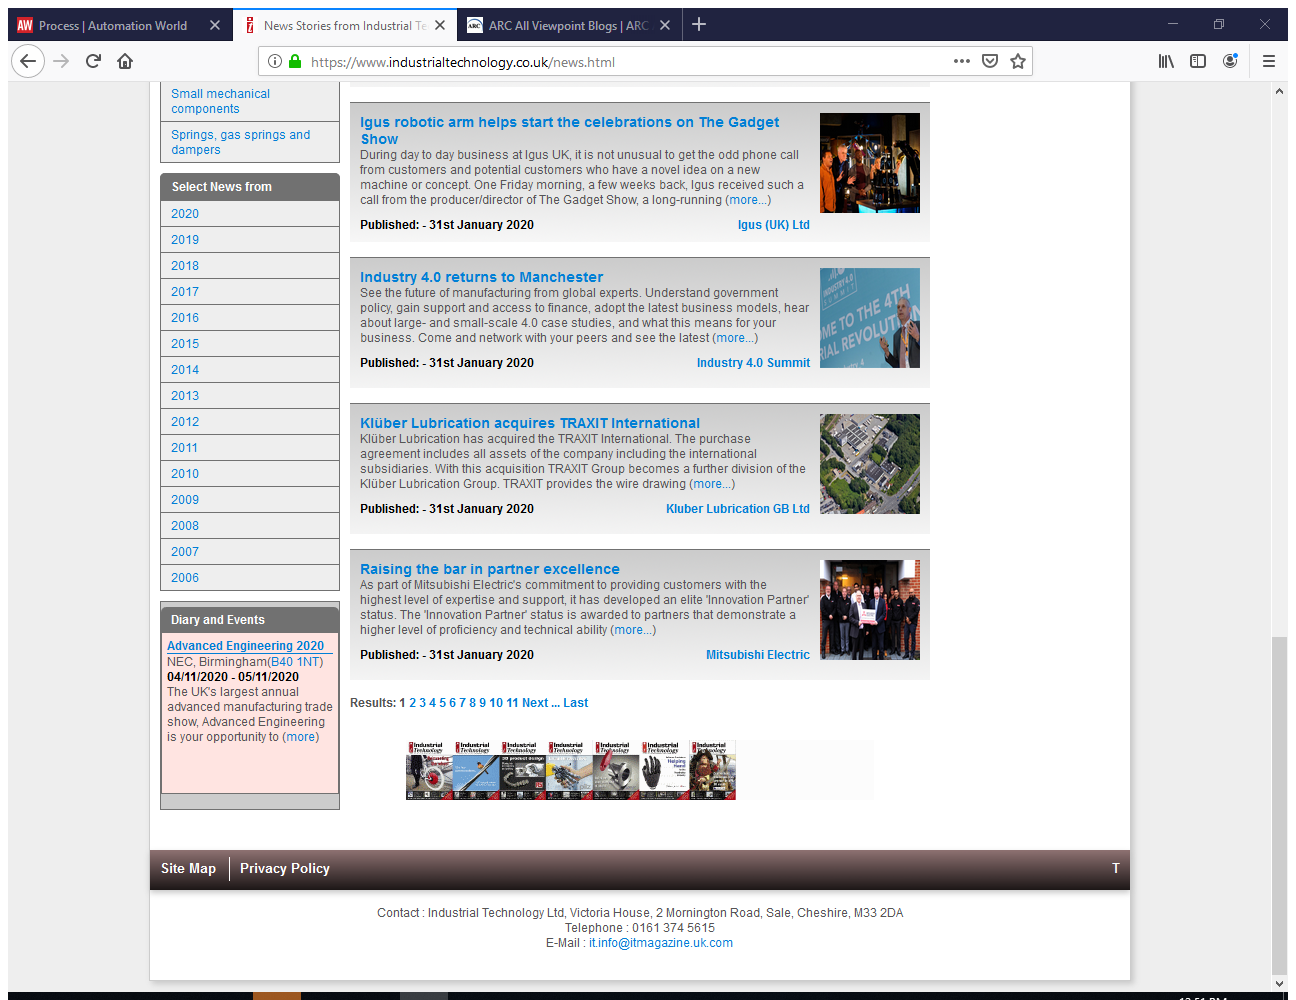 Process | Automation World
News Stories from Industrial Te
ARC All Viewpoint Blogs | ARC
https://www.industrialtechnology.co.uk/news.html
Small mechanical
components
Springs, gas springs and
dampers
Select News from
2020
2019
2018
2017
2016
2015
2014
2013
2012
2011
2010
2009
2008
2007
2006
Diary and Events
Advanced Engineering 2020
NEC, Birmingham(B40 1NT)
04/11/2020 - 05/11/2020
The UK's largest annual
advanced manufacturing trade
show, Advanced Engineering
is your opportunity to (more)
Igus robotic arm helps start the celebrations on The Gadget
Show
During day to day business at Igus UK, it is not unusual to get the odd phone call
from customers and potential customers who have a novel idea on a new
machine or concept. One Friday morning, a few weeks back, Igus received such a
call from the producer/director of The Gadget Show, a long-running (more...)
Published: - 31st January 2020
Igus (UK) Ltd
Industry 4.0 returns to Manchester
See the future of manufacturing from global experts. Understand government
policy, gain support and access to finance, adopt the latest business models, hear
about large- and small-scale 4.0 case studies, and what this means for your
business. Come and network with your peers and see the latest (more...)
Published: - 31st January 2020
Industry 4.0 Summit
Klüber Lubrication acquires TRAXIT International
Klüber Lubrication has acquired the TRAXIT International. The purchase
agreement includes all assets of the company including the international
subsidiaries. With this acquisition TRAXIT Group becomes a further division of the
Klüber Lubrication Group. TRAXIT provides the wire drawing (more...)
Published: - 31st January 2020
Kluber Lubrication GB Ltd
Raising the bar in partner excellence
As part of Mitsubishi Electric's commitment to providing customers with the
highest level of expertise and support, it has developed an elite 'Innovation Partner'
status. The 'Innovation Partner' status is awarded to partners that demonstrate a
higher level of proficiency and technical ability (more...)
Published: - 31st January 2020
Mitsubishi Electric
Results: 1 2 3 4 5 6 7 8 9 10 11 Next ... Last
Site Map
Privacy Policy
T
Contact : Industrial Technology Ltd, Victoria House, 2 Mornington Road, Sale, Cheshire, M33 2DA
Telephone : 0161 374 5615
E-Mail : it.info@itmagazine.uk.com